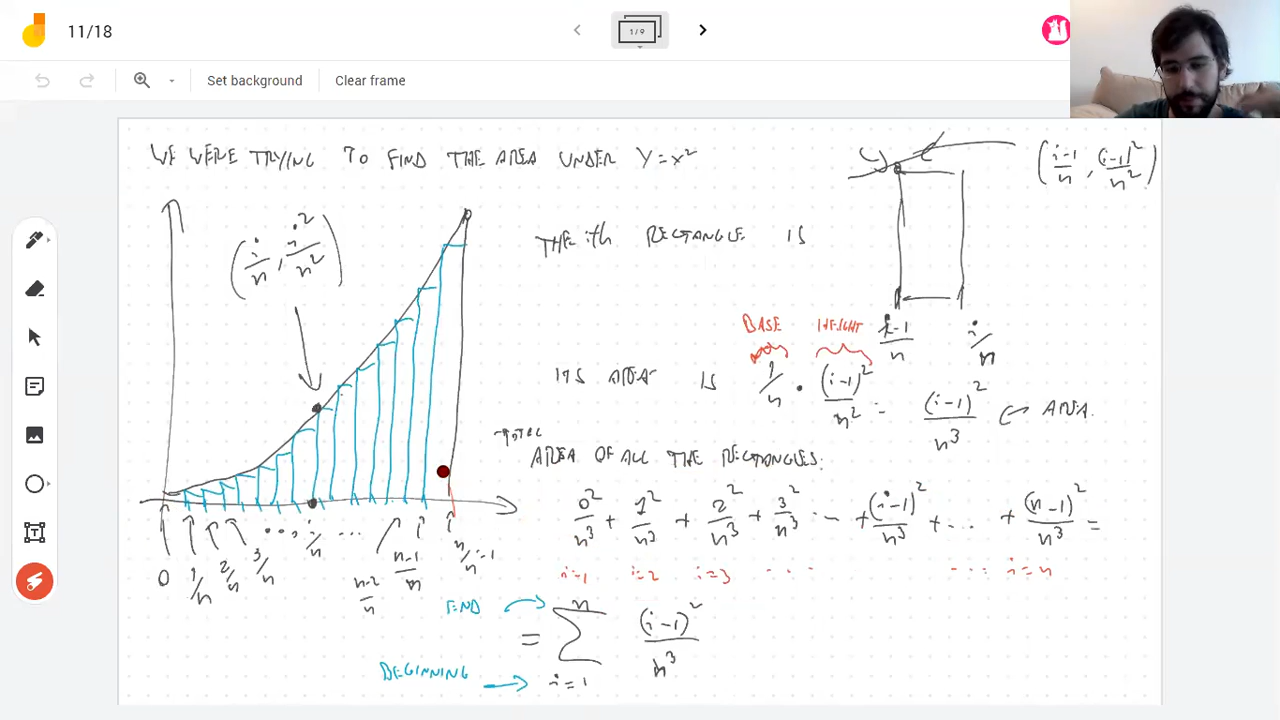 11/18
1/9
Set background
Clear frame
WE WERE TRYING TO FIND THE AREA UNDER Y=x²
(i/n, i²/n²)
((i-1)/n, (i-1)²/n²)
THE ith RECTANGLE IS
(i-1)/n
i/n
BASE HEIGHT
ITS AREA IS 1/n · (i-1)²/n² = (i-1)²/n³ ← AREA.
TOTAL
AREA OF ALL THE RECTANGLES:
0²/n³ + 1²/n³ + 2²/n³ + 3²/n³ ... + (i-1)²/n³ + ... + (n-1)²/n³ =
i=1 i=2 i=3 .... ... i=n
0 1/n 2/n 3/n ... i/n ... (n-2)/n (n-1)/n n/n=1
END
= Σ (i-1)²/n³
n
i=1
BEGINNING